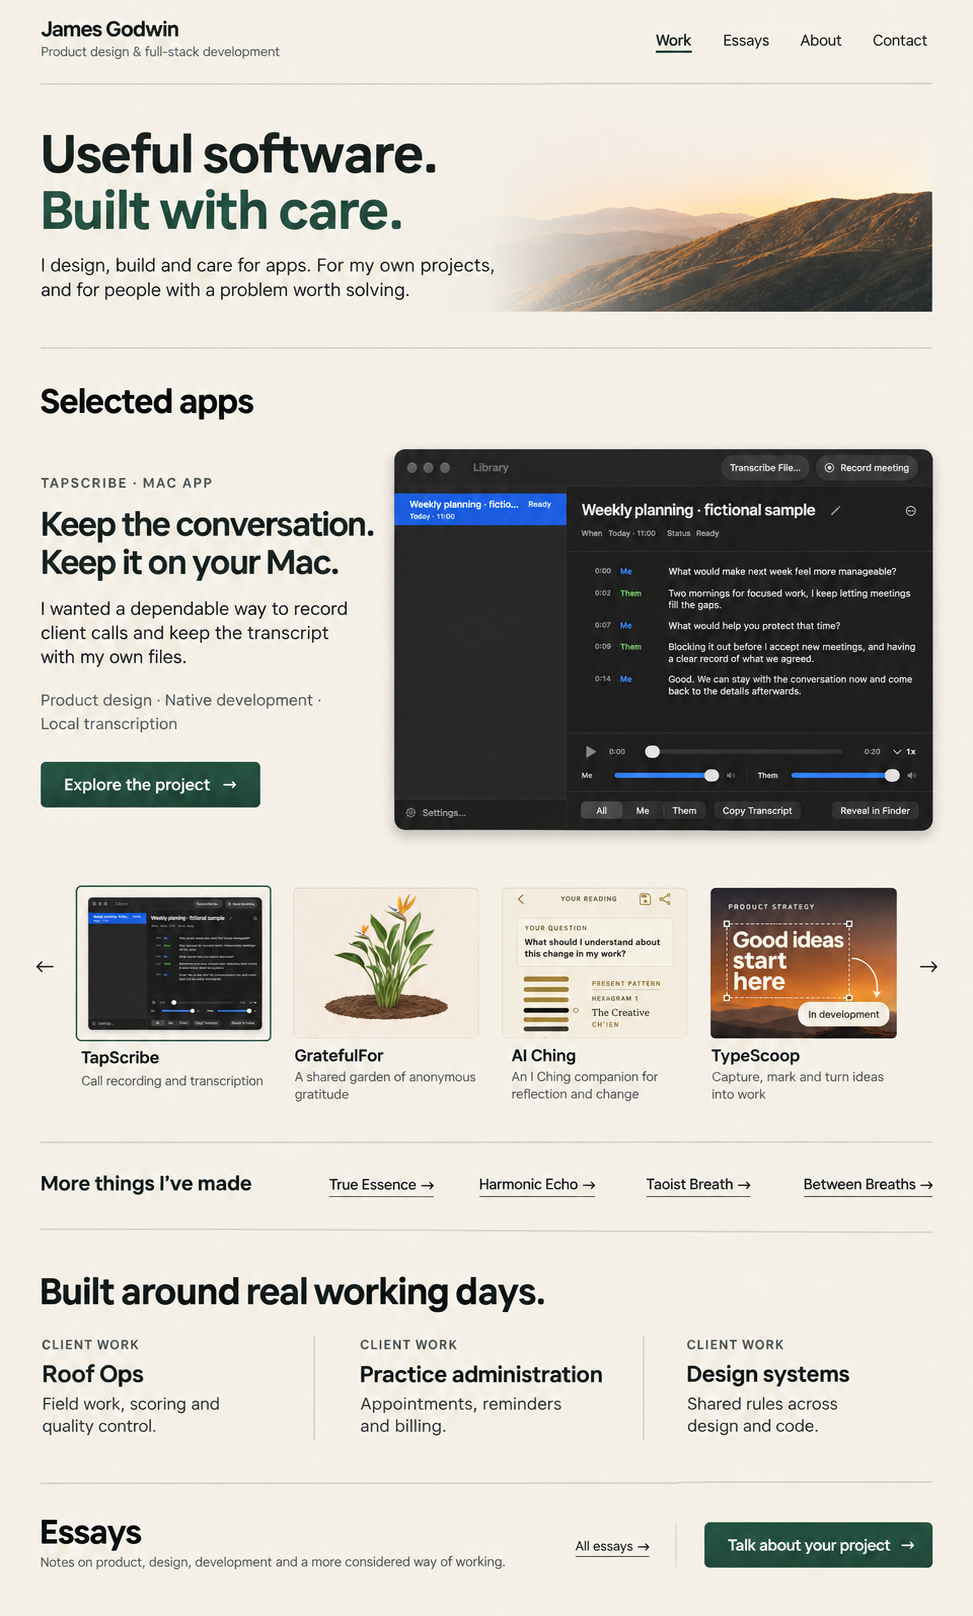 James Godwin
Product design & full-stack development
Work
Essays
About
Contact
Useful software.
Built with care.
I design, build and care for apps. For my own projects,
and for people with a problem worth solving.
Selected apps
TAPSCRIBE · MAC APP
Keep the conversation.
Keep it on your Mac.
I wanted a dependable way to record
client calls and keep the transcript
with my own files.
Product design · Native development ·
Local transcription
Explore the project →
Library
Transcribe File...
Record meeting
Weekly planning · fictio... Ready
Today · 11:00
Settings...
Weekly planning · fictional sample
When Today · 11:00 Status Ready
0:00 Me What would make next week feel more manageable?
0:02 Them Two mornings for focused work, I keep letting meetings
fill the gaps.
0:07 Me What would help you protect that time?
0:09 Them Blocking it out before I accept new meetings, and having
a clear record of what we agreed.
0:14 Me Good. We can stay with the conversation now and come
back to the details afterwards.
0:00
0:20
1x
Me
Them
All
Me
Them
Copy Transcript
Reveal in Finder
←
Library
Weekly planning · fictional sample
Settings...
TapScribe
Call recording and transcription
GratefulFor
A shared garden of anonymous
gratitude
YOUR READING
YOUR QUESTION
What should I understand about
this change in my work?
PRESENT PATTERN
HEXAGRAM 1
The Creative
CH'IEN
AI Ching
An I Ching companion for
reflection and change
PRODUCT STRATEGY
Good ideas
start
here
In development
TypeScoop
Capture, mark and turn ideas
into work
→
More things I've made
True Essence →
Harmonic Echo →
Taoist Breath →
Between Breaths →
Built around real working days.
CLIENT WORK
Roof Ops
Field work, scoring and
quality control.
CLIENT WORK
Practice administration
Appointments, reminders
and billing.
CLIENT WORK
Design systems
Shared rules across
design and code.
Essays
Notes on product, design, development and a more considered way of working.
All essays →
Talk about your project →